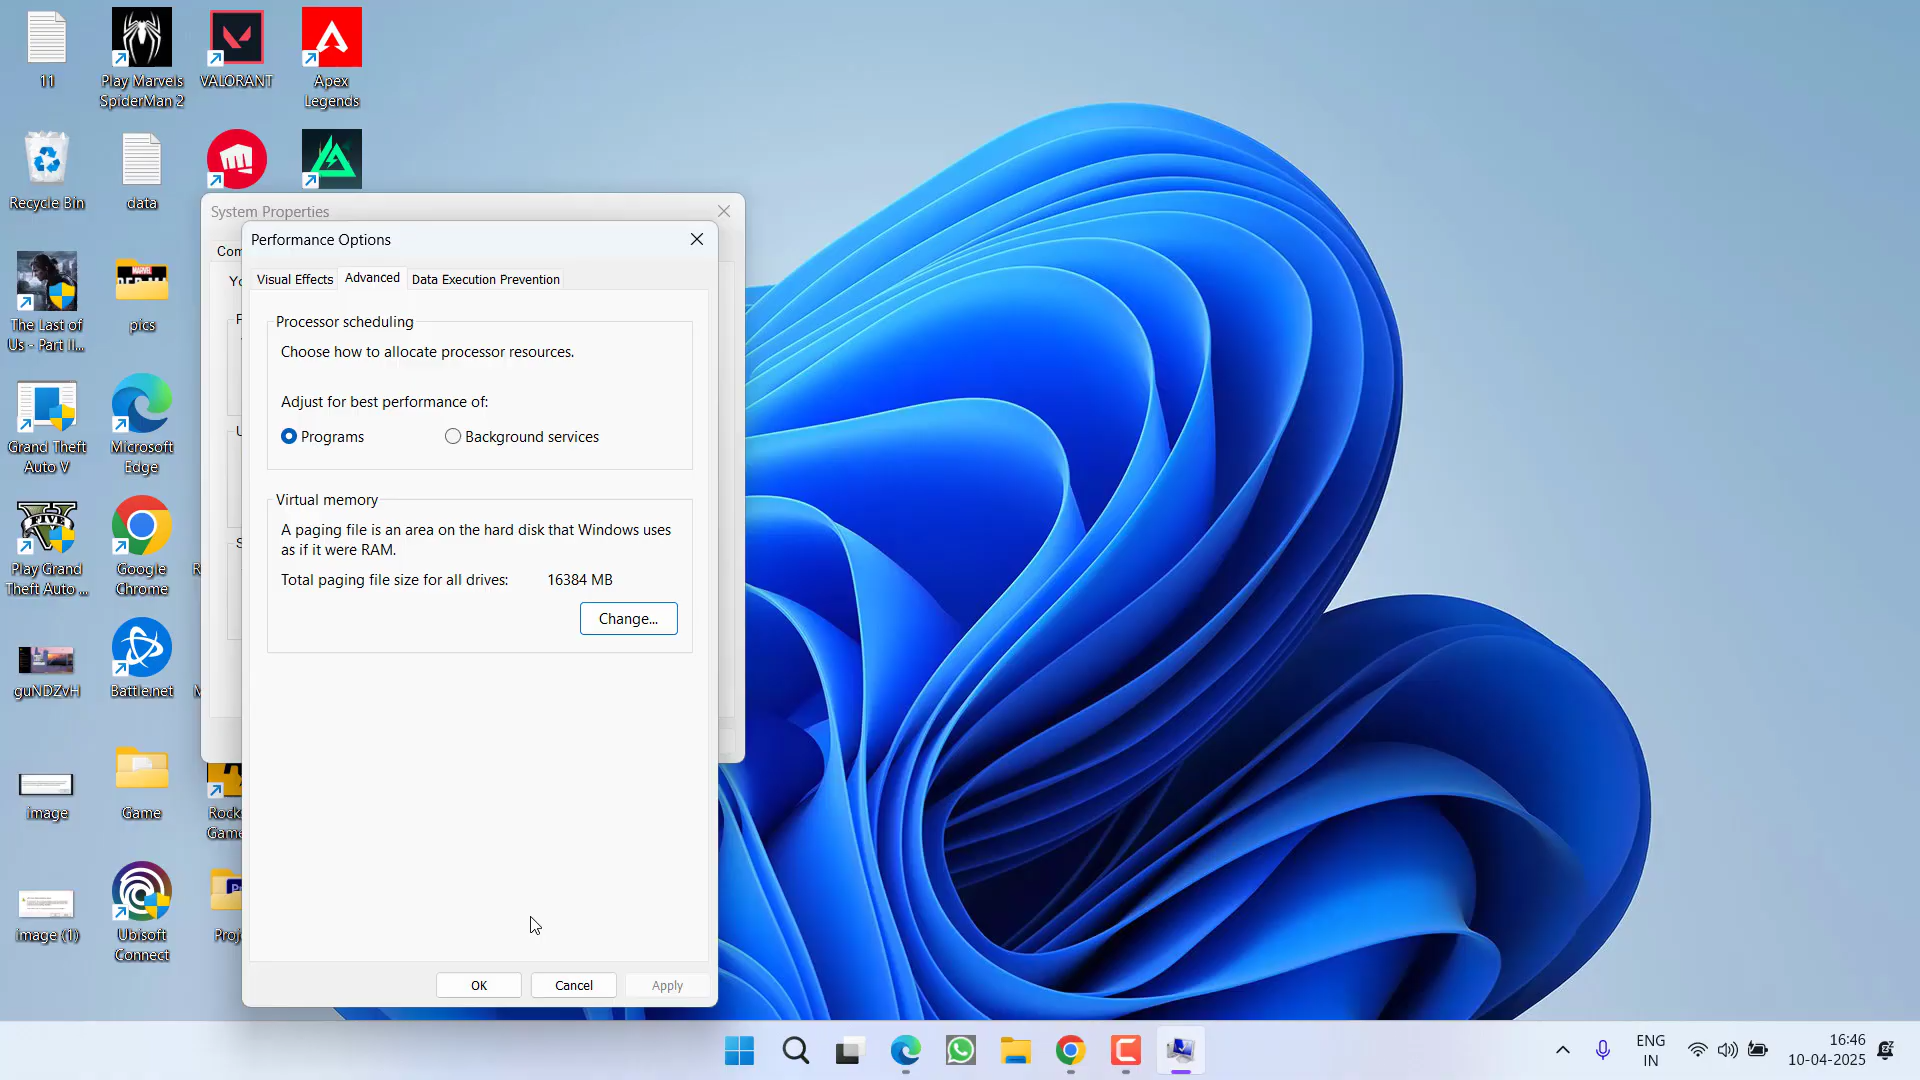 11
Play Marvels
SpiderMan 2
VALORANT
Apex
Legends
Recycle Bin
data
The Last of
Us - Part II...
pics
Grand Theft
Auto V
Microsoft
Edge
Play Grand
Theft Auto ...
Google
Chrome
guNDZvH
Battle.net
image
Game
Rock
Game
image (1)
Ubisoft
Connect
Proj
System Properties
Com
Yo
Performance Options
Visual Effects
Advanced
Data Execution Prevention
Processor scheduling
Choose how to allocate processor resources.
Adjust for best performance of:
Programs
Background services
Virtual memory
A paging file is an area on the hard disk that Windows uses
as if it were RAM.
Total paging file size for all drives:
16384 MB
Change...
OK
Cancel
Apply
ENG
IN
16:46
10-04-2025